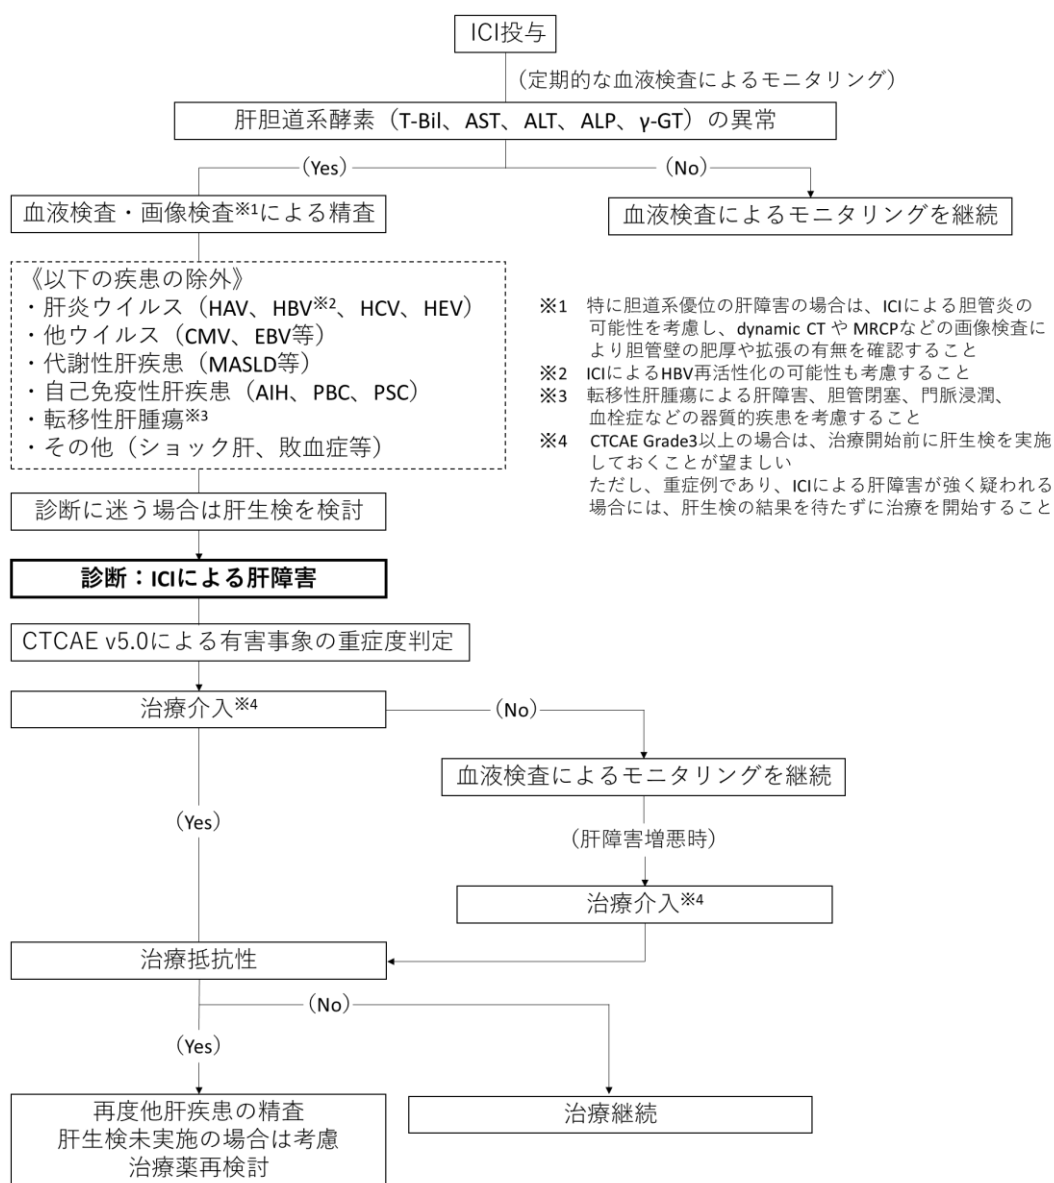 ICI投与
（定期的な血液検査によるモニタリング）
肝胆道系酵素（T-Bil、AST、ALT、ALP、γ-GT）の異常
（Yes）
（No）
血液検査・画像検査※1による精査
血液検査によるモニタリングを継続
《以下の疾患の除外》
・肝炎ウイルス（HAV、HBV※2、HCV、HEV）
・他ウイルス（CMV、EBV等）
・代謝性肝疾患（MASLD等）
・自己免疫性肝疾患（AIH、PBC、PSC）
・転移性肝腫瘍※3
・その他（ショック肝、敗血症等）
※1 特に胆道系優位の肝障害の場合は、ICIによる胆管炎の
可能性を考慮し、dynamic CT や MRCPなどの画像検査に
より胆管壁の肥厚や拡張の有無を確認すること
※2 ICIによるHBV再活性化の可能性も考慮すること
※3 転移性肝腫瘍による肝障害、胆管閉塞、門脈浸潤、
血栓症などの器質的疾患を考慮すること
※4 CTCAE Grade3以上の場合は、治療開始前に肝生検を実施
しておくことが望ましい
ただし、重症例であり、ICIによる肝障害が強く疑われる
場合には、肝生検の結果を待たずに治療を開始すること
診断に迷う場合は肝生検を検討
診断：ICIによる肝障害
CTCAE v5.0による有害事象の重症度判定
治療介入※4
（No）
血液検査によるモニタリングを継続
（Yes）
（肝障害増悪時）
治療介入※4
治療抵抗性
（No）
（Yes）
再度他肝疾患の精査
肝生検未実施の場合は考慮
治療薬再検討
治療継続